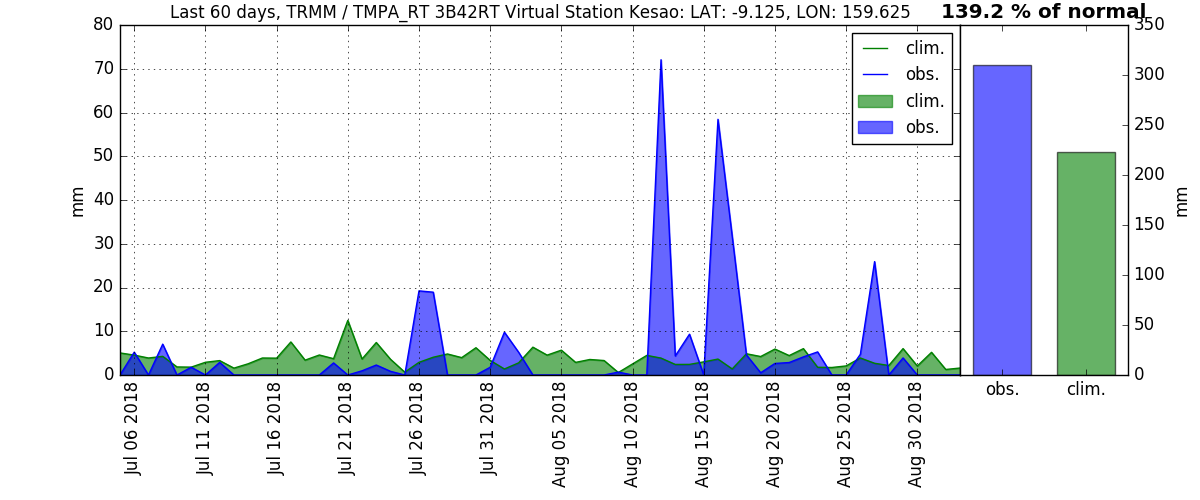 Last 60 days, TRMM / TMPA_RT 3B42RT Virtual Station Kesao: LAT: -9.125, LON: 159.625
139.2 % of normal
80
70
60
50
40
30
20
10
0
mm
clim.
obs.
clim.
obs.
350
300
250
200
150
100
50
0
mm
Jul 06 2018
Jul 11 2018
Jul 16 2018
Jul 21 2018
Jul 26 2018
Jul 31 2018
Aug 05 2018
Aug 10 2018
Aug 15 2018
Aug 20 2018
Aug 25 2018
Aug 30 2018
obs.
clim.